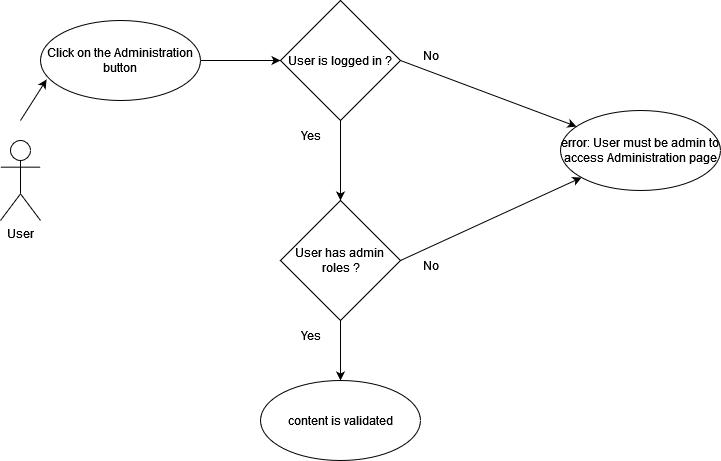 Click on the Administration
button
User is logged in ?
No
error: User must be admin to
access Administration page
Yes
User
User has admin
roles ?
No
Yes
content is validated